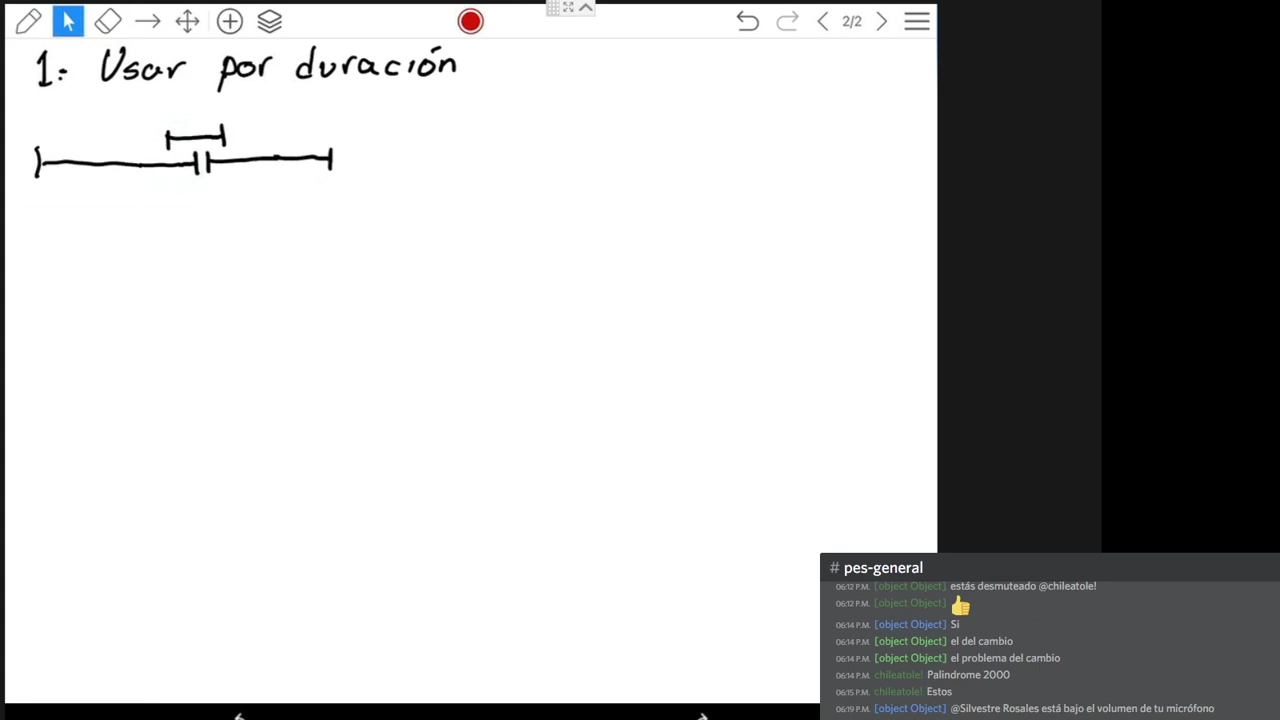 2/2
1. Usar por duración
# pes-general
06:12 P.M. [object Object] estás desmuteado @chileatole!
06:12 P.M. [object Object] 👍
06:14 P.M. [object Object] Si
06:14 P.M. [object Object] el del cambio
06:14 P.M. [object Object] el problema del cambio
06:14 P.M. chileatole! Palindrome 2000
06:15 P.M. chileatole! Estos
06:19 P.M. [object Object] @Silvestre Rosales está bajo el volumen de tu micrófono